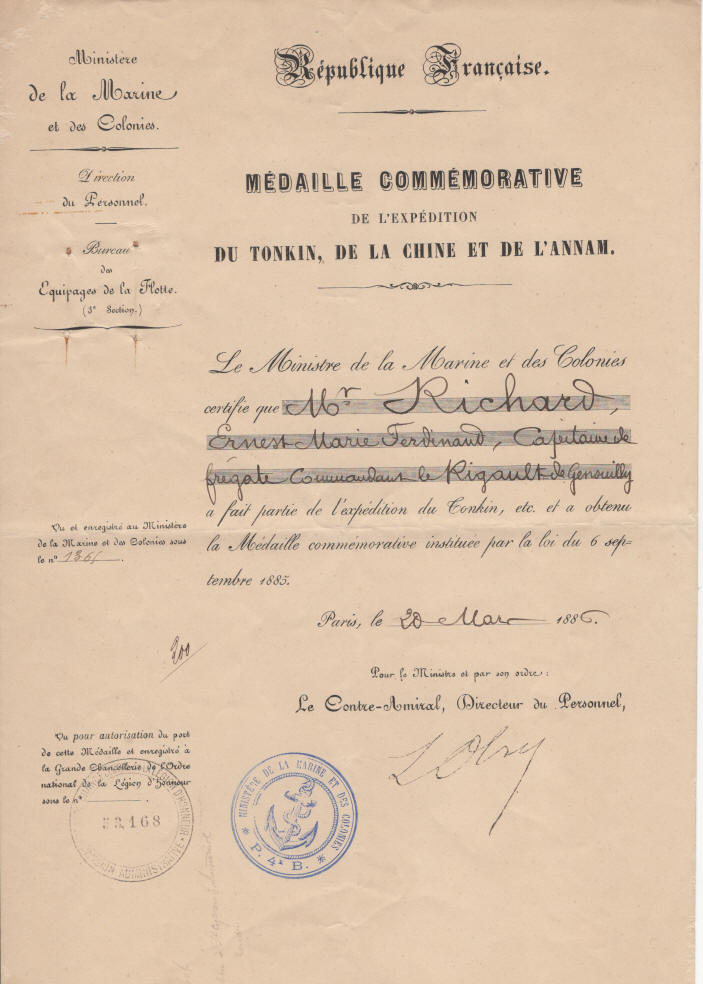 Ministère
de la Marine
et des Colonies.
Direction
du Personnel.
Bureau
des
Equipages de la Flotte.
(3e Section.)
République Française.
MÉDAILLE COMMÉMORATIVE
DE L'EXPÉDITION
DU TONKIN, DE LA CHINE ET DE L'ANNAM.
Le Ministre de la Marine et des Colonies
certifie que Mr Richard,
Ernest Marie Ferdinand, Capitaine de
frégate Commandant le Rigault de Genouilly
a fait partie de l'expédition du Tonkin, etc. et a obtenu
la Médaille commémorative instituée par la loi du 6 sep=
tembre 1885.
Paris, le 20 Mars 1886.
Pour le Ministre et par son ordre:
Le Contre-Amiral, Directeur du Personnel,
Vu et enregistré au Ministère
de la Marine et des Colonies sous
le no
200
Vu pour autorisation du port
de cette Médaille et enregistré à
la Grande Chancellerie de l'Ordre
national de la Légion d'Honneur
sous le no
53,168
MINISTÈRE DE LA MARINE ET DES COLONIES
* P. 4e B. *